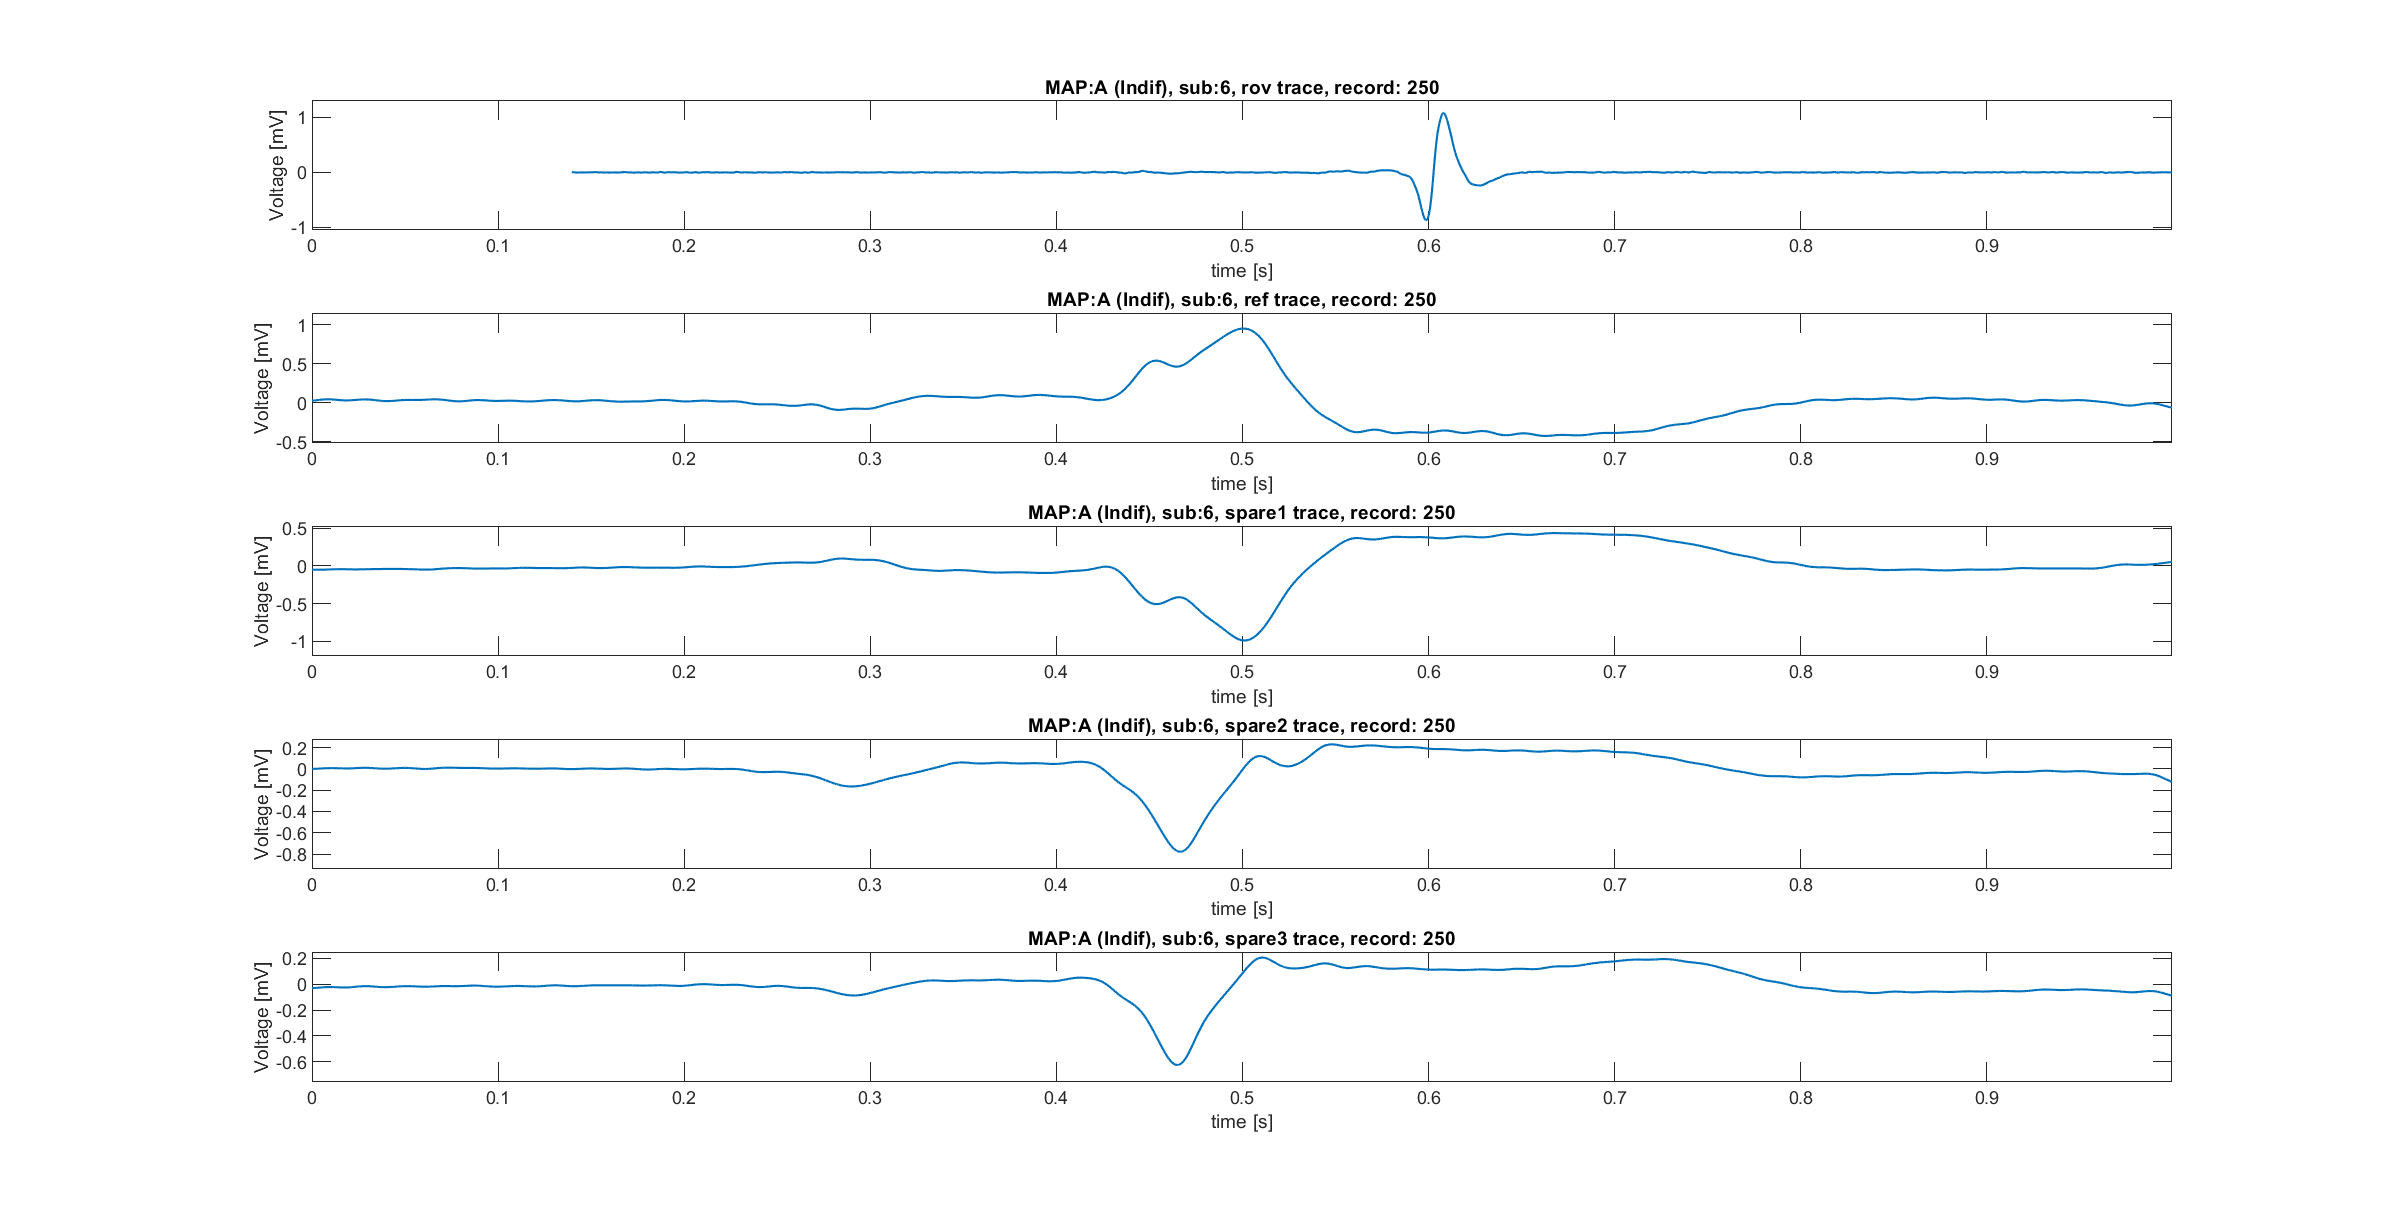 MAP:A (Indif), sub:6, rov trace, record: 250
Voltage [mV]
1
0
-1
0 0.1 0.2 0.3 0.4 0.5 0.6 0.7 0.8 0.9
time [s]
MAP:A (Indif), sub:6, ref trace, record: 250
Voltage [mV]
1
0.5
0
-0.5
0 0.1 0.2 0.3 0.4 0.5 0.6 0.7 0.8 0.9
time [s]
MAP:A (Indif), sub:6, spare1 trace, record: 250
Voltage [mV]
0.5
0
-0.5
-1
0 0.1 0.2 0.3 0.4 0.5 0.6 0.7 0.8 0.9
time [s]
MAP:A (Indif), sub:6, spare2 trace, record: 250
Voltage [mV]
0.2
0
-0.2
-0.4
-0.6
-0.8
0 0.1 0.2 0.3 0.4 0.5 0.6 0.7 0.8 0.9
time [s]
MAP:A (Indif), sub:6, spare3 trace, record: 250
Voltage [mV]
0.2
0
-0.2
-0.4
-0.6
0 0.1 0.2 0.3 0.4 0.5 0.6 0.7 0.8 0.9
time [s]